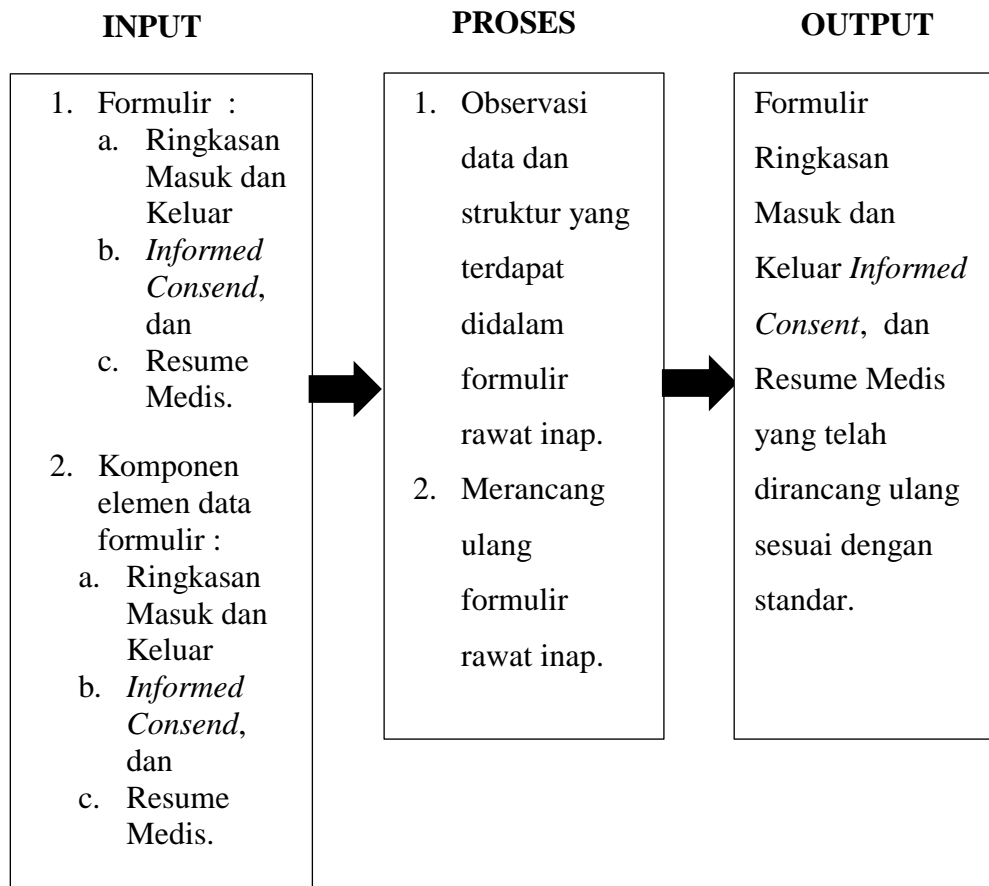 INPUT
1. Formulir :
a. Ringkasan
Masuk dan
Keluar
b. Informed
Consend,
dan
c. Resume
Medis.
2. Komponen
elemen data
formulir :
a. Ringkasan
Masuk dan
Keluar
b. Informed
Consend,
dan
c. Resume
Medis.
PROSES
1. Observasi
data dan
struktur yang
terdapat
didalam
formulir
rawat inap.
2. Merancang
ulang
formulir
rawat inap.
OUTPUT
Formulir
Ringkasan
Masuk dan
Keluar Informed
Consent, dan
Resume Medis
yang telah
dirancang ulang
sesuai dengan
standar.